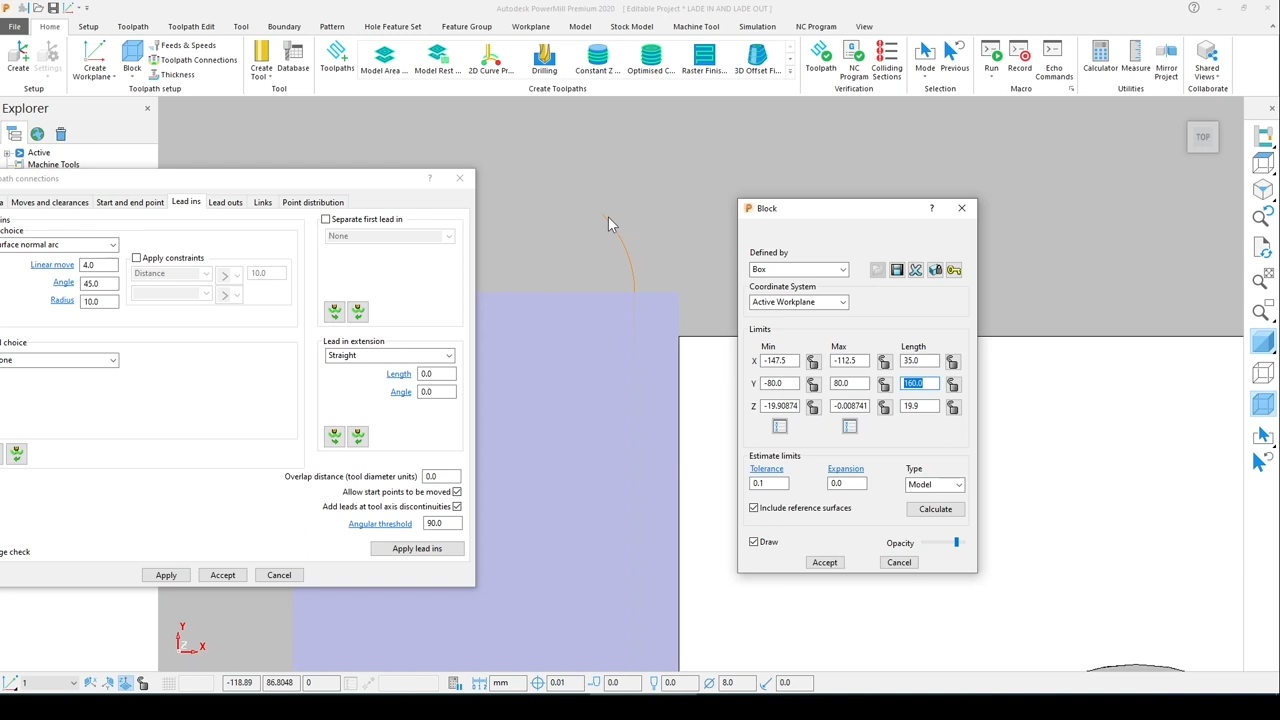 Autodesk PowerMill Premium 2020 [ Editable Project * LADE IN AND LADE OUT ]
File Home Setup Toolpath Toolpath Edit Tool Boundary Pattern Hole Feature Set Feature Group Workplane Model Stock Model Machine Tool Simulation NC Program View
Create Settings Create Workplane Block Feeds & Speeds Toolpath Connections Thickness Create Tool Database Toolpaths Model Area ... Model Rest ... 2D Curve Pr... Drilling Constant Z ... Optimised C... Raster Finis... 3D Offset Fi... Toolpath NC Program Colliding Sections Mode Previous Run Record Echo Commands Calculator Measure Mirror Project Shared Views
Setup Toolpath setup Tool Create Toolpaths Verification Selection Macro Utilities Collaborate
Explorer
Active
Machine Tools
TOP
path connections ?
a Moves and clearances Start and end point Lead ins Lead outs Links Point distribution
ins
choice
urface normal arc
Linear move 4.0
Angle 45.0
Radius 10.0
Apply constraints
Distance > 10.0
>
Separate first lead in
None
d choice
one
Lead in extension
Straight
Length 0.0
Angle 0.0
Overlap distance (tool diameter units) 0.0
Allow start points to be moved
Add leads at tool axis discontinuities
Angular threshold 90.0
ge check
Apply lead ins
Apply Accept Cancel
Block ?
Defined by
Box
Coordinate System
Active Workplane
Limits
Min Max Length
X -147.5 -112.5 35.0
Y -80.0 80.0 160.0
Z -19.90874 -0.008741 19.9
Estimate limits
Tolerance Expansion Type
0.1 0.0 Model
Include reference surfaces Calculate
Draw Opacity
Accept Cancel
Y
Z X
1 -118.89 86.8048 0 mm 0.01 0.0 0.0 8.0 0.0